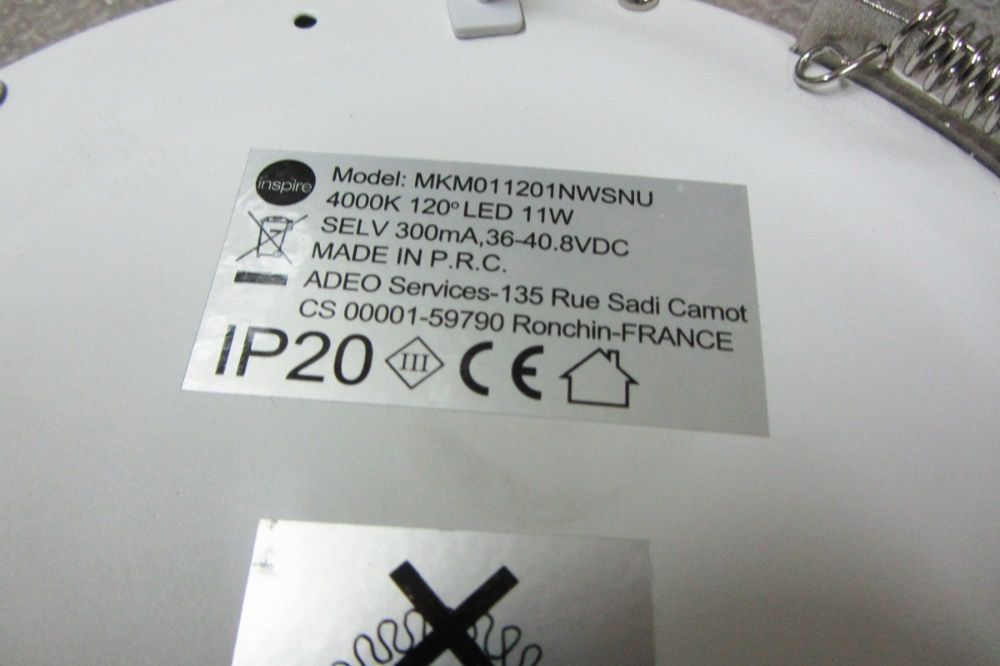 inspire
Model: MKM011201NWSNU
4000K 120° LED 11W
SELV 300mA,36-40.8VDC
MADE IN P.R.C.
ADEO Services-135 Rue Sadi Carnot
CS 00001-59790 Ronchin-FRANCE
IP20 III CE